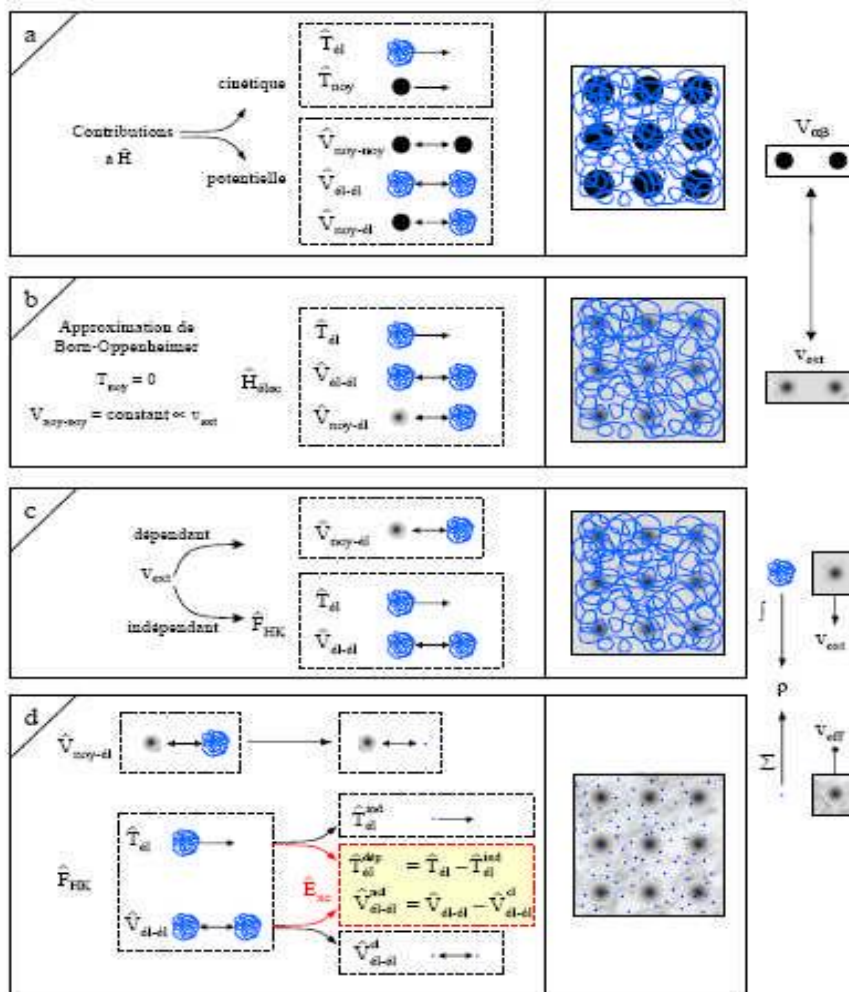 a
T̂él
T̂noy
cinétique
Contributions
à Ĥ
potentielle
V̂noy-noy
V̂él-él
V̂noy-él
Vαβ
b
Approximation de
Born-Oppenheimer
Tnoy = 0
Vnoy-noy = constant ∝ vext
Ĥélec
T̂él
V̂él-él
V̂noy-él
vext
c
dépendant
vext
indépendant
F̂HK
V̂noy-él
T̂él
V̂él-él
∫
vext
ρ
d
V̂noy-él
F̂HK
T̂él
V̂él-él
Êxc
T̂élind
T̂éldép = T̂él − T̂élind
V̂él-élncl = V̂él-él − V̂él-élcl
V̂él-élcl
veff
Σ